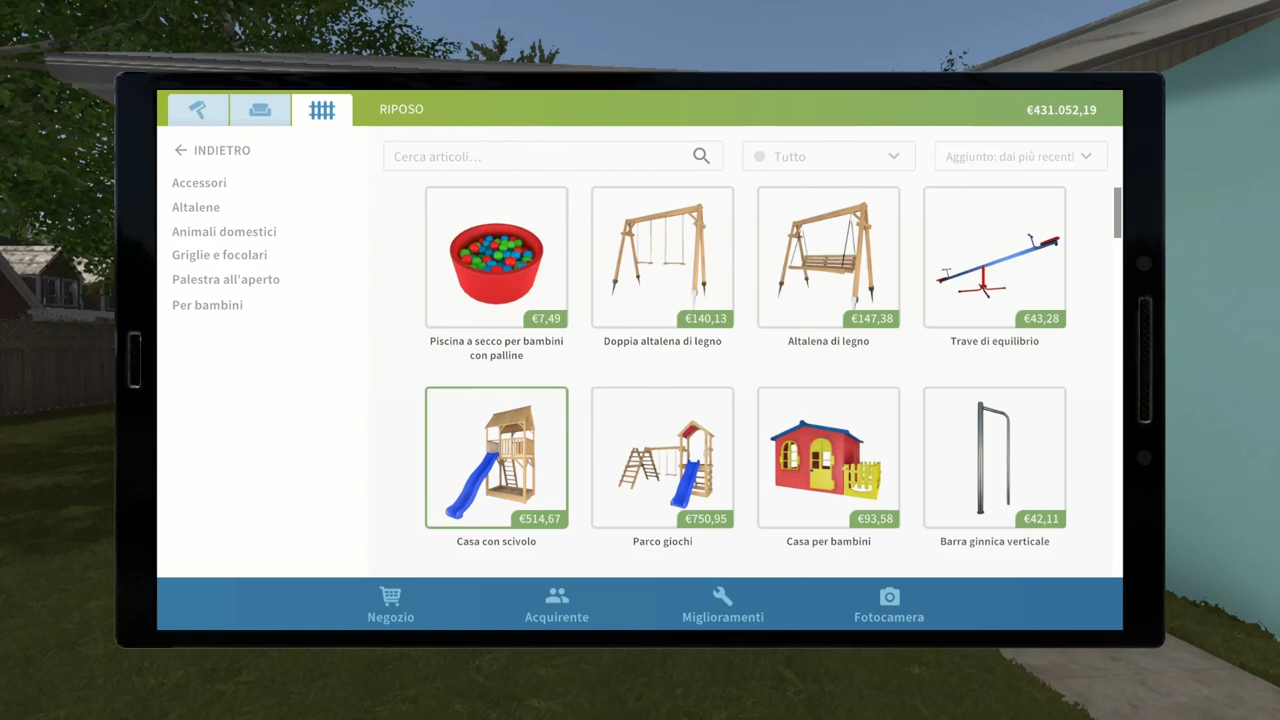 RIPOSO
€431.052,19
INDIETRO
Cerca articoli...
Tutto
Aggiunto: dai più recenti
Accessori
Altalene
Animali domestici
Griglie e focolari
Palestra all'aperto
Per bambini
€7,49
€140,13
€147,38
€43,28
Piscina a secco per bambini
con palline
Doppia altalena di legno
Altalena di legno
Trave di equilibrio
€514,67
€750,95
€93,58
€42,11
Casa con scivolo
Parco giochi
Casa per bambini
Barra ginnica verticale
Negozio
Acquirente
Miglioramenti
Fotocamera